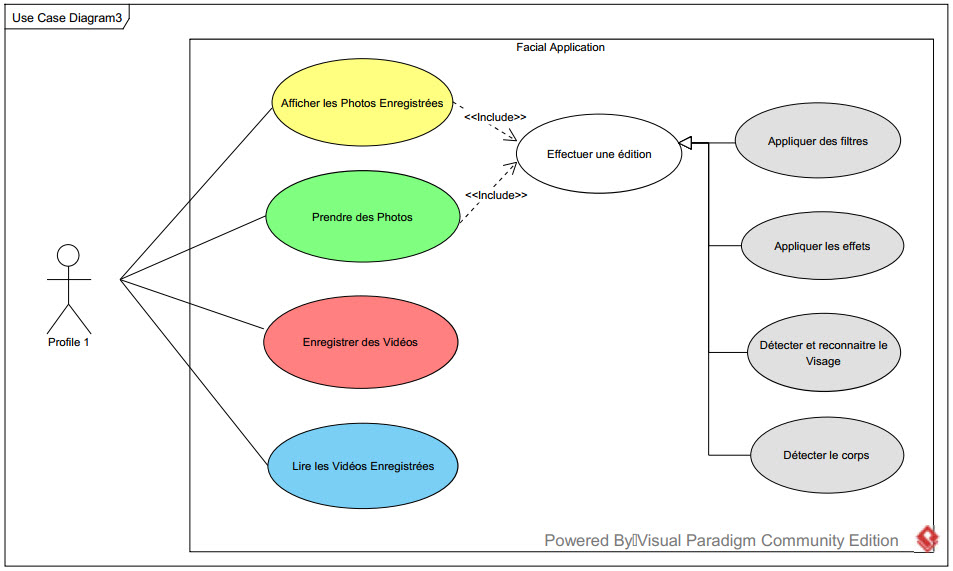 Use Case Diagram3
Facial Application
Afficher les Photos Enregistrées
<<Include>>
Effectuer une édition
Appliquer des filtres
<<Include>>
Prendre des Photos
Appliquer les effets
Profile 1
Enregistrer des Vidéos
Détecter et reconnaitre le
Visage
Lire les Vidéos Enregistrées
Détecter le corps
Powered By Visual Paradigm Community Edition